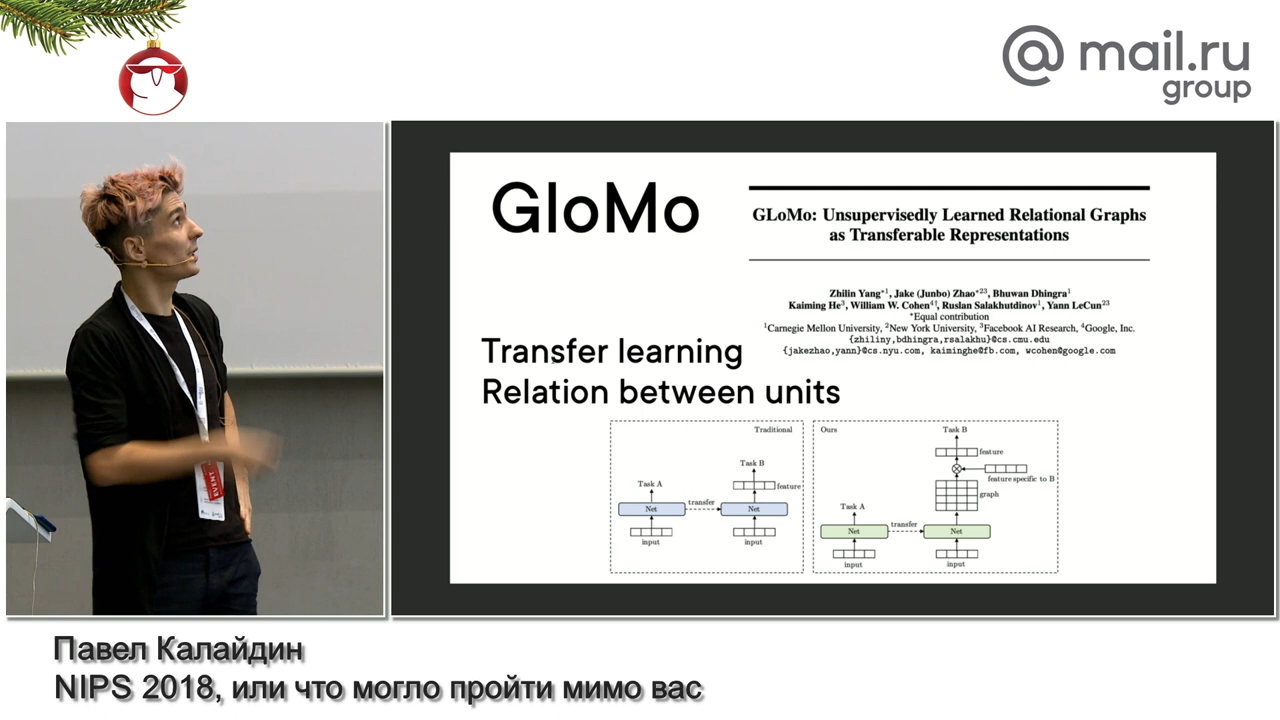 @ mail.ru
group
GloMo
GLoMo: Unsupervisedly Learned Relational Graphs
as Transferable Representations
Zhilin Yang*1, Jake (Junbo) Zhao*23, Bhuwan Dhingra1
Kaiming He3, William W. Cohen4†, Ruslan Salakhutdinov1, Yann LeCun23
*Equal contribution
1Carnegie Mellon University, 2New York University, 3Facebook AI Research, 4Google, Inc.
{zhiliny,bdhingra,rsalakhu}@cs.cmu.edu
{jakezhao,yann}@cs.nyu.com, kaiminghe@fb.com, wcohen@google.com
Transfer learning
Relation between units
Traditional
Task B
feature
Task A
Net
transfer
Net
input
input
Ours
Task B
feature
feature specific to B
graph
Task A
Net
transfer
Net
input
input
EVENT
Павел Калайдин
NIPS 2018, или что могло пройти мимо вас